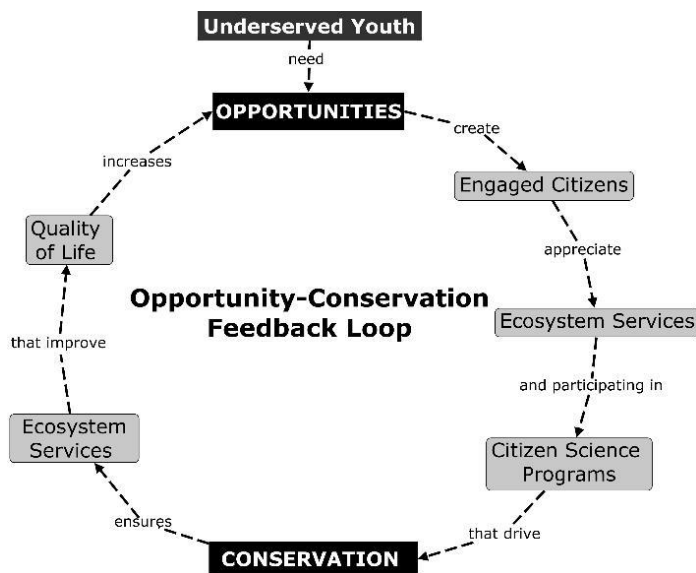 Underserved Youth
need
OPPORTUNITIES
create
Engaged Citizens
appreciate
Ecosystem Services
and participating in
Citizen Science
Programs
that drive
CONSERVATION
ensures
Ecosystem
Services
that improve
Quality
of Life
increases
Opportunity-Conservation
Feedback Loop